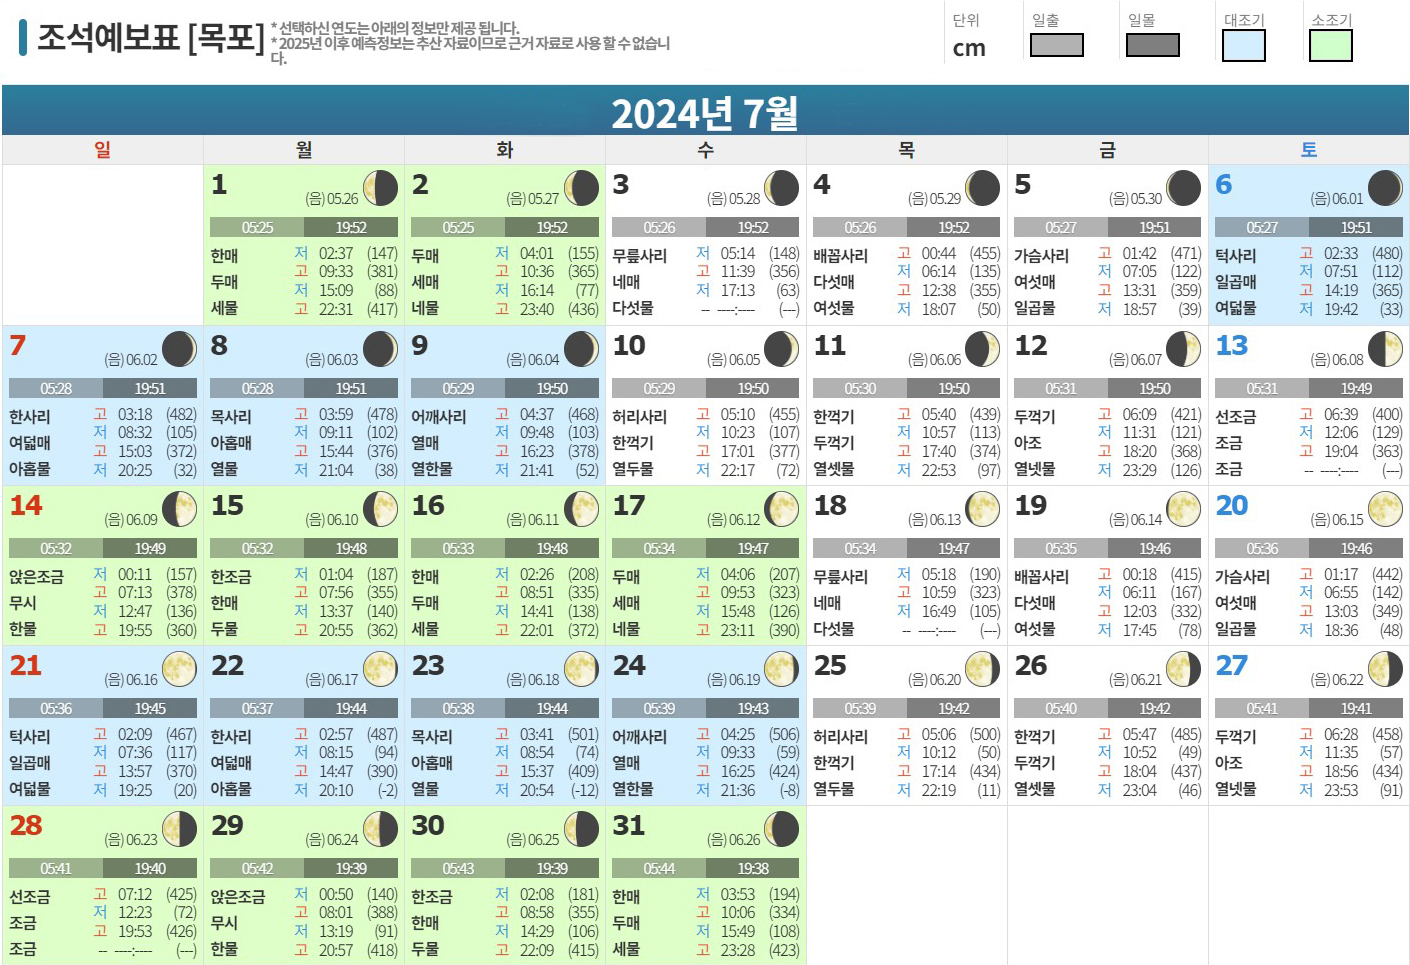 조석예보표 [목포]
* 선택하신 연도는 아래의 정보만 제공 됩니다.
* 2025년 이후 예측정보는 추산 자료이므로 근거 자료로 사용 할 수 없습니
다.
단위 일출 일몰 대조기 소조기
cm
2024년 7월
일 월 화 수 목 금 토
1 (음) 05.26
05:25 19:52
한매 저 02:37 (147)
고 09:33 (381)
두매 저 15:09 (88)
세물 고 22:31 (417)
2 (음) 05.27
05:25 19:52
두매 저 04:01 (155)
고 10:36 (365)
세매 저 16:14 (77)
네물 고 23:40 (436)
3 (음) 05.28
05:26 19:52
무릎사리 저 05:14 (148)
고 11:39 (356)
네매 저 17:13 (63)
다섯물 -- ----:---- (---)
4 (음) 05.29
05:26 19:52
배꼽사리 고 00:44 (455)
저 06:14 (135)
다섯매 고 12:38 (355)
여섯물 저 18:07 (50)
5 (음) 05.30
05:27 19:51
가슴사리 고 01:42 (471)
저 07:05 (122)
여섯매 고 13:31 (359)
일곱물 저 18:57 (39)
6 (음) 06.01
05:27 19:51
턱사리 고 02:33 (480)
저 07:51 (112)
일곱매 고 14:19 (365)
여덟물 저 19:42 (33)
7 (음) 06.02
05:28 19:51
한사리 고 03:18 (482)
저 08:32 (105)
여덟매 고 15:03 (372)
아홉물 저 20:25 (32)
8 (음) 06.03
05:28 19:51
목사리 고 03:59 (478)
저 09:11 (102)
아홉매 고 15:44 (376)
열물 저 21:04 (38)
9 (음) 06.04
05:29 19:50
어깨사리 고 04:37 (468)
저 09:48 (103)
열매 고 16:23 (378)
열한물 저 21:41 (52)
10 (음) 06.05
05:29 19:50
허리사리 고 05:10 (455)
저 10:23 (107)
한꺽기 고 17:01 (377)
열두물 저 22:17 (72)
11 (음) 06.06
05:30 19:50
한꺽기 고 05:40 (439)
저 10:57 (113)
두꺽기 고 17:40 (374)
열셋물 저 22:53 (97)
12 (음) 06.07
05:31 19:50
두꺽기 고 06:09 (421)
저 11:31 (121)
아조 고 18:20 (368)
열넷물 저 23:29 (126)
13 (음) 06.08
05:31 19:49
선조금 고 06:39 (400)
저 12:06 (129)
조금 고 19:04 (363)
조금 -- ----:---- (---)
14 (음) 06.09
05:32 19:49
앉은조금 저 00:11 (157)
고 07:13 (378)
무시 저 12:47 (136)
한물 고 19:55 (360)
15 (음) 06.10
05:32 19:48
한조금 저 01:04 (187)
고 07:56 (355)
한매 저 13:37 (140)
두물 고 20:55 (362)
16 (음) 06.11
05:33 19:48
한매 저 02:26 (208)
고 08:51 (335)
두매 저 14:41 (138)
세물 고 22:01 (372)
17 (음) 06.12
05:34 19:47
두매 저 04:06 (207)
고 09:53 (323)
세매 저 15:48 (126)
네물 고 23:11 (390)
18 (음) 06.13
05:34 19:47
무릎사리 저 05:18 (190)
고 10:59 (323)
네매 저 16:49 (105)
다섯물 -- ----:---- (---)
19 (음) 06.14
05:35 19:46
배꼽사리 고 00:18 (415)
저 06:11 (167)
다섯매 고 12:03 (332)
여섯물 저 17:45 (78)
20 (음) 06.15
05:36 19:46
가슴사리 고 01:17 (442)
저 06:55 (142)
여섯매 고 13:03 (349)
일곱물 저 18:36 (48)
21 (음) 06.16
05:36 19:45
턱사리 고 02:09 (467)
저 07:36 (117)
일곱매 고 13:57 (370)
여덟물 저 19:25 (20)
22 (음) 06.17
05:37 19:44
한사리 고 02:57 (487)
저 08:15 (94)
여덟매 고 14:47 (390)
아홉물 저 20:10 (-2)
23 (음) 06.18
05:38 19:44
목사리 고 03:41 (501)
저 08:54 (74)
아홉매 고 15:37 (409)
열물 저 20:54 (-12)
24 (음) 06.19
05:39 19:43
어깨사리 고 04:25 (506)
저 09:33 (59)
열매 고 16:25 (424)
열한물 저 21:36 (-8)
25 (음) 06.20
05:39 19:42
허리사리 고 05:06 (500)
저 10:12 (50)
한꺽기 고 17:14 (434)
열두물 저 22:19 (11)
26 (음) 06.21
05:40 19:42
한꺽기 고 05:47 (485)
저 10:52 (49)
두꺽기 고 18:04 (437)
열셋물 저 23:04 (46)
27 (음) 06.22
05:41 19:41
두꺽기 고 06:28 (458)
저 11:35 (57)
아조 고 18:56 (434)
열넷물 저 23:53 (91)
28 (음) 06.23
05:41 19:40
선조금 고 07:12 (425)
저 12:23 (72)
조금 고 19:53 (426)
조금 -- ----:---- (---)
29 (음) 06.24
05:42 19:39
앉은조금 저 00:50 (140)
고 08:01 (388)
무시 저 13:19 (91)
한물 고 20:57 (418)
30 (음) 06.25
05:43 19:39
한조금 저 02:08 (181)
고 08:58 (355)
한매 저 14:29 (106)
두물 고 22:09 (415)
31 (음) 06.26
05:44 19:38
한매 저 03:53 (194)
고 10:06 (334)
두매 저 15:49 (108)
세물 고 23:28 (423)